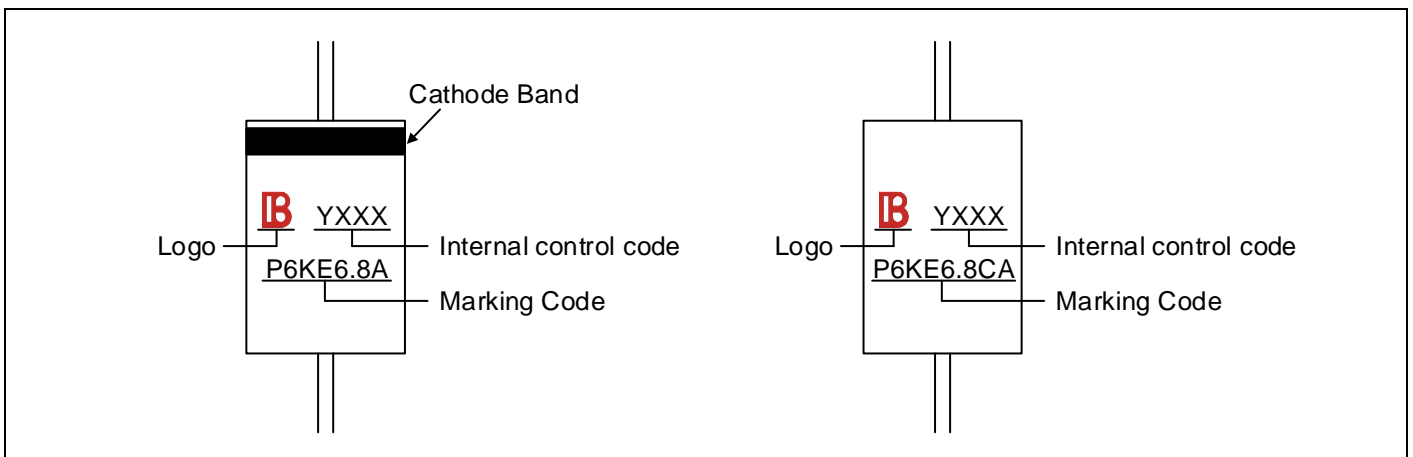 Cathode Band
B YXXX
Logo
Internal control code
P6KE6.8A
Marking Code
B YXXX
Logo
Internal control code
P6KE6.8CA
Marking Code